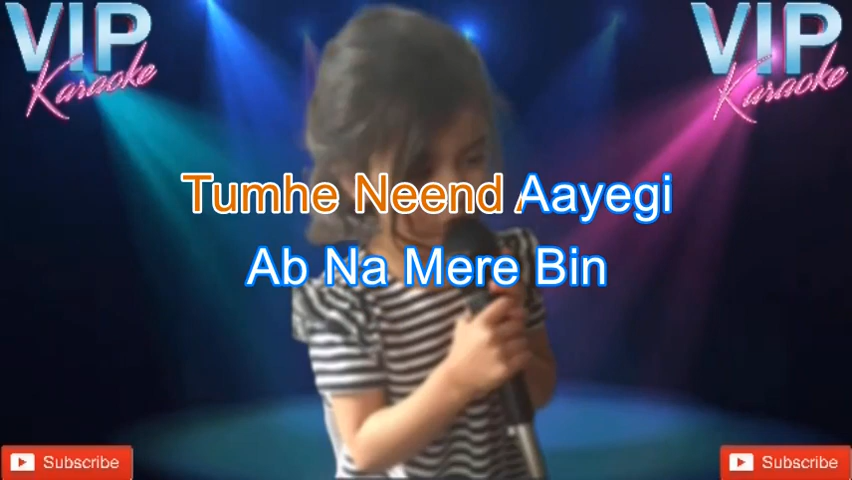 VIP VIP
Karaoke Karaoke
Tumhe Neend Aayegi
Ab Na Mere Bin
Subscribe Subscribe